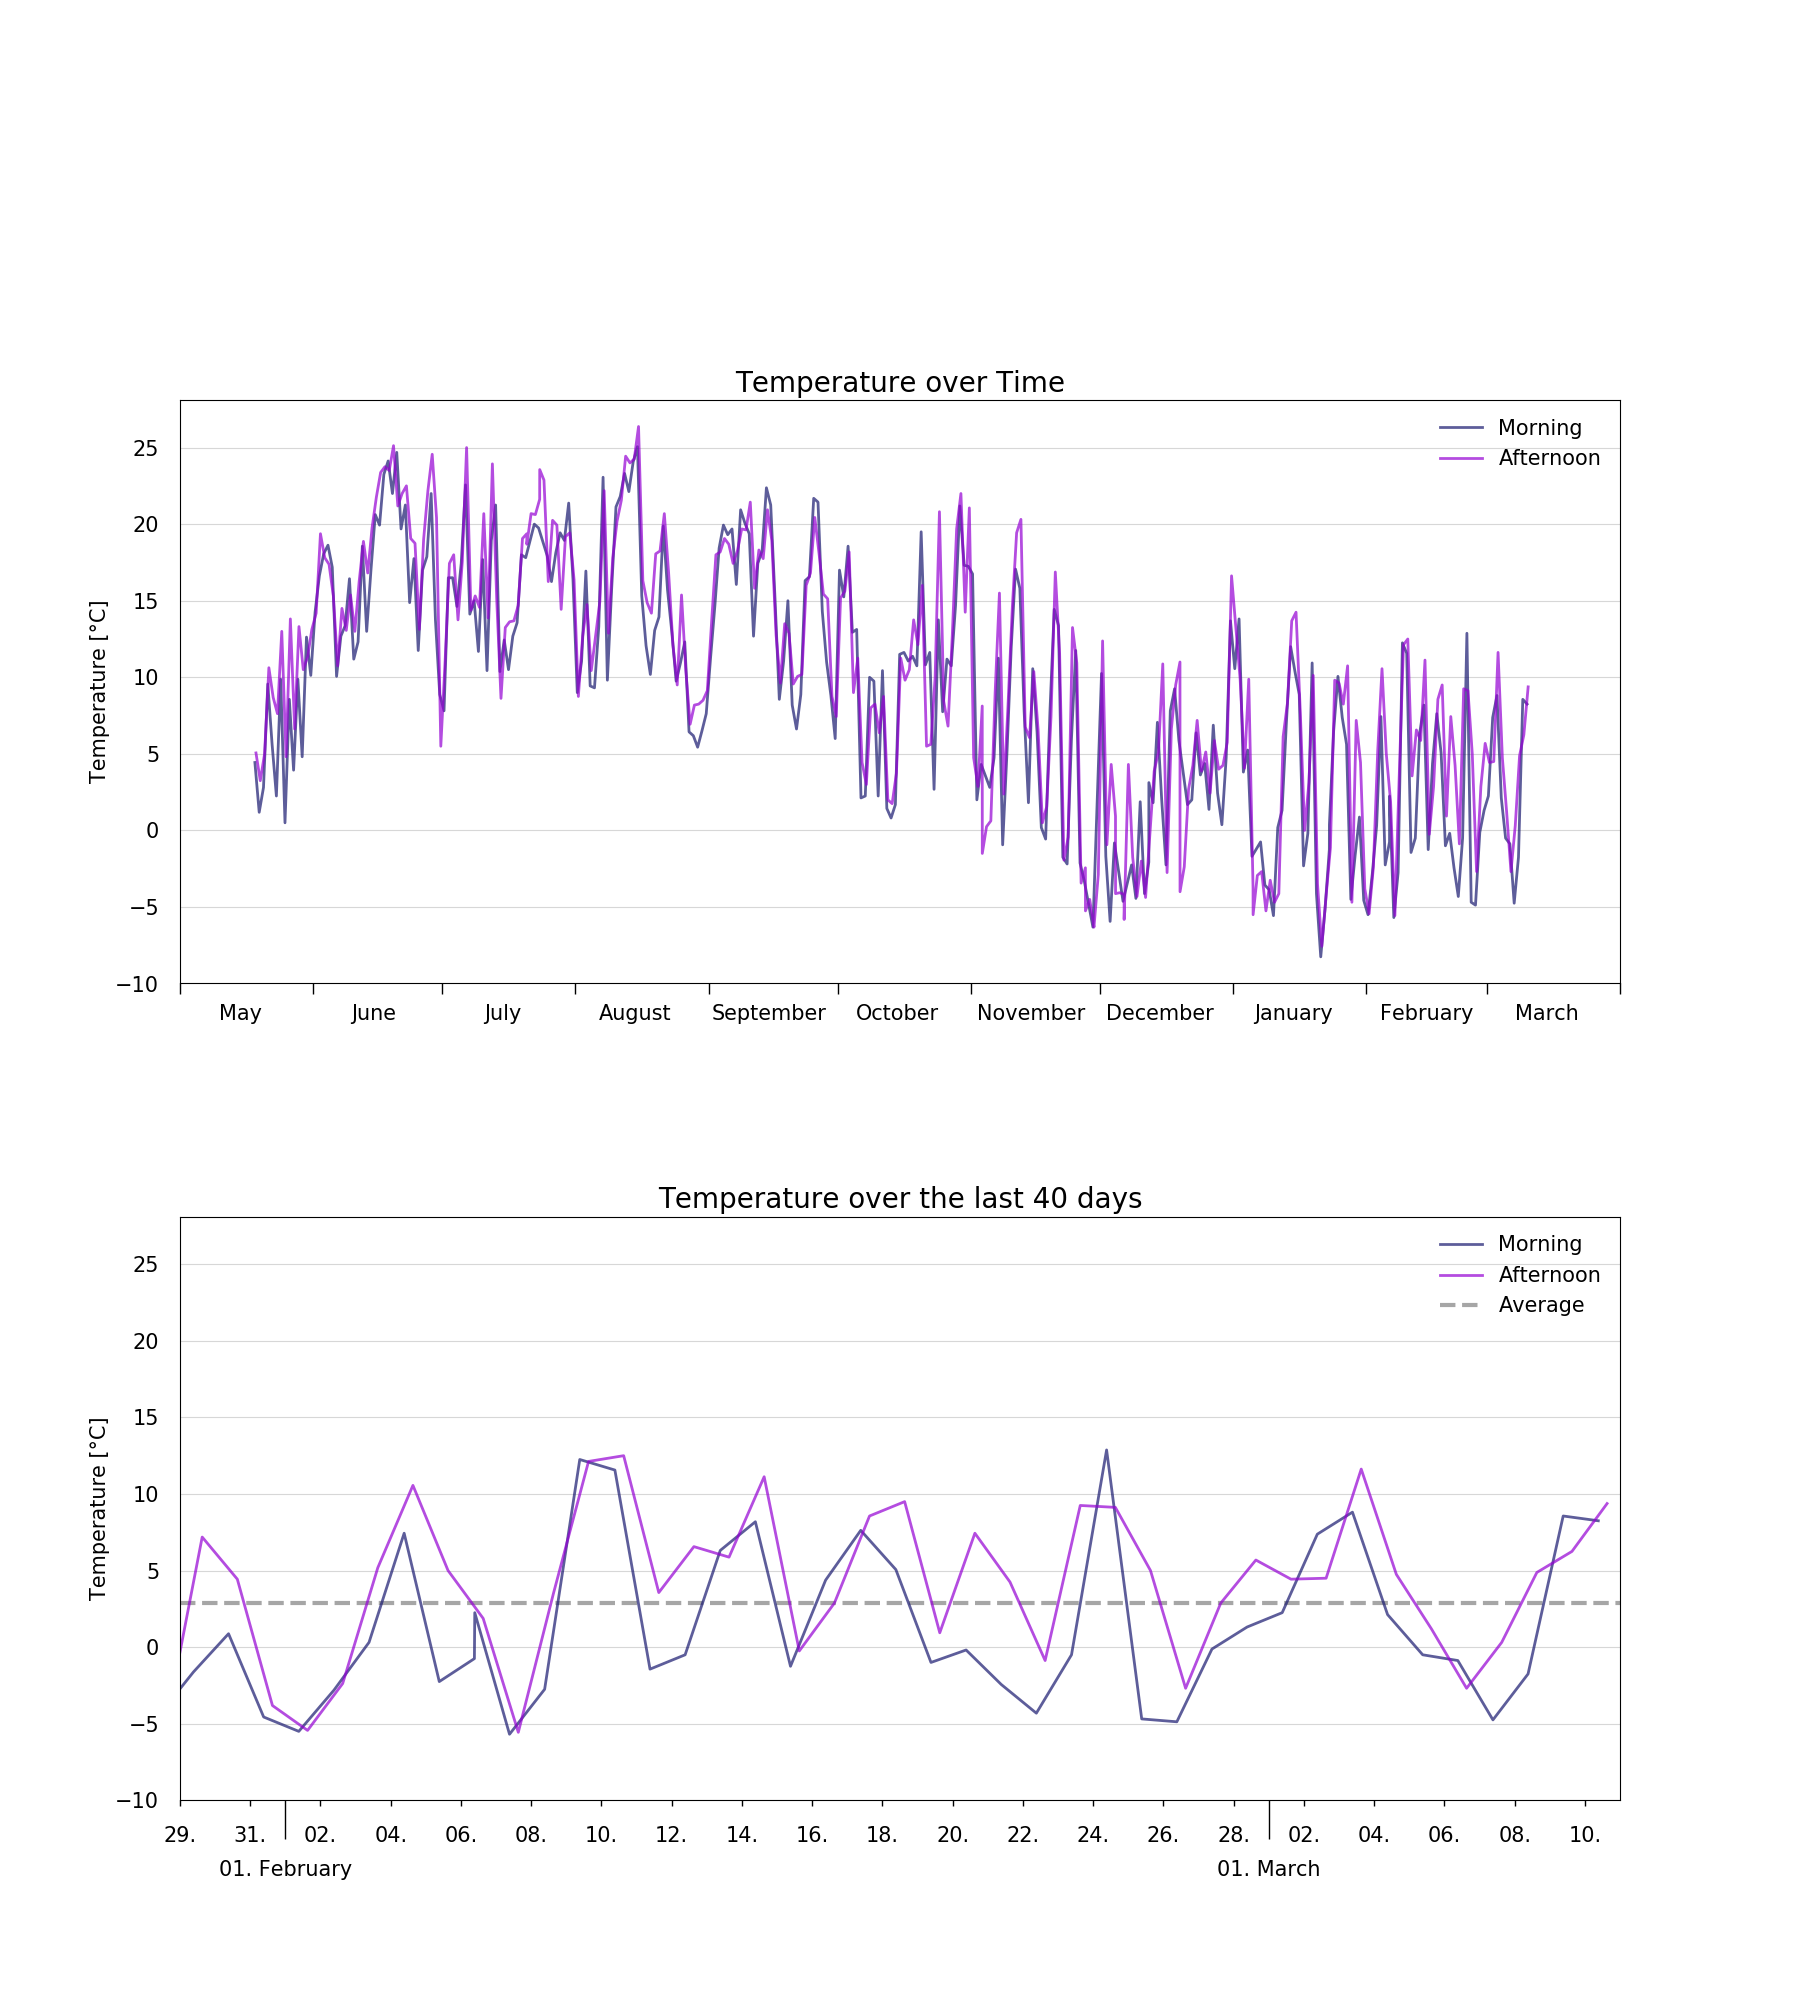 Temperature over Time
Morning
Afternoon
Temperature [°C]
25
20
15
10
5
0
−5
−10
May June July August September October November December January February March
Temperature over the last 40 days
Morning
Afternoon
Average
Temperature [°C]
25
20
15
10
5
0
−5
−10
29. 31. 02. 04. 06. 08. 10. 12. 14. 16. 18. 20. 22. 24. 26. 28. 02. 04. 06. 08. 10.
01. February 01. March